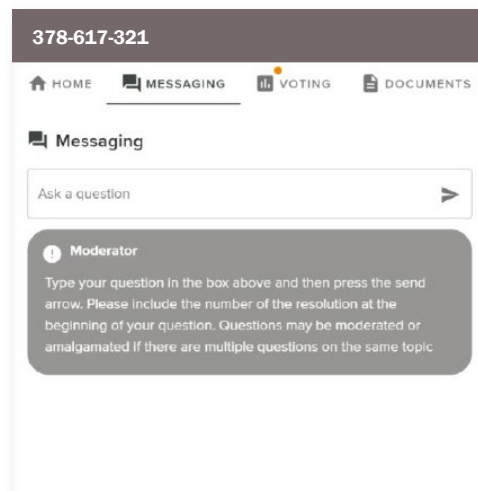 378-617-321
HOME MESSAGING VOTING DOCUMENTS
Messaging
Ask a question
Moderator
Type your question in the box above and then press the send
arrow. Please include the number of the resolution at the
beginning of your question. Questions may be moderated or
amalgamated if there are multiple questions on the same topic